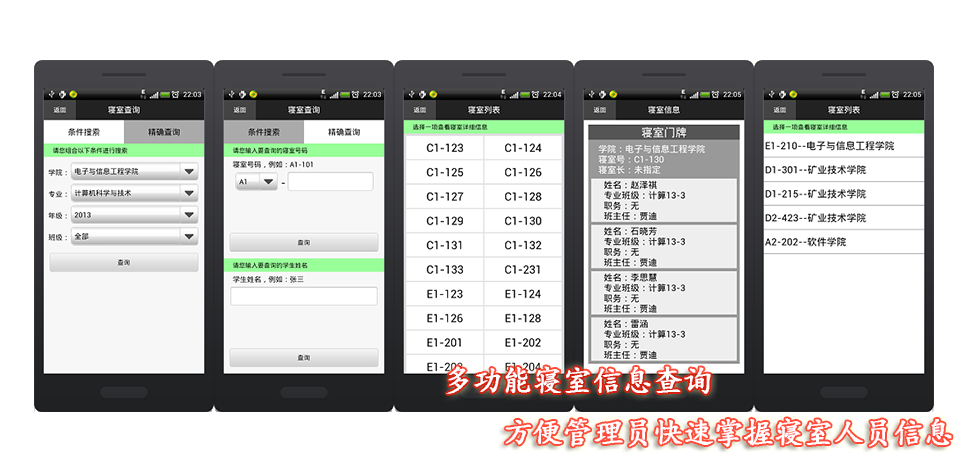 22:03
返回 寝室查询
条件搜索 精确查询
请您组合以下条件进行搜索
学院： 电子与信息工程学院
专业： 计算机科学与技术
年级： 2013
班级： 全部
查询
22:03
返回 寝室查询
条件搜索 精确查询
请您输入要查询的寝室号码
寝室号码，例如：A1-101
A1 -
查询
请您输入要查询的学生姓名
学生姓名，例如：张三
查询
22:04
返回 寝室列表
选择一项查看寝室详细信息
C1-123 C1-124
C1-125 C1-126
C1-127 C1-128
C1-129 C1-130
C1-131 C1-132
C1-133 C1-231
E1-123 E1-124
E1-126 E1-128
E1-201 E1-202
E1-203 E1-204
22:05
返回 寝室信息
寝室门牌
学院：电子与信息工程学院
寝室号：C1-130
寝室长：未指定
姓名：赵泽祺
专业班级：计算13-3
职务：无
班主任：贾迪
姓名：石晓芳
专业班级：计算13-3
职务：无
班主任：贾迪
姓名：李思慧
专业班级：计算13-3
职务：无
班主任：贾迪
姓名：雷涵
专业班级：计算13-3
职务：无
班主任：贾迪
22:05
返回 寝室列表
选择一项查看寝室详细信息
E1-210--电子与信息工程学院
D1-301--矿业技术学院
D1-215--矿业技术学院
D2-423--矿业技术学院
A2-202--软件学院
多功能寝室信息查询
方便管理员快速掌握寝室人员信息